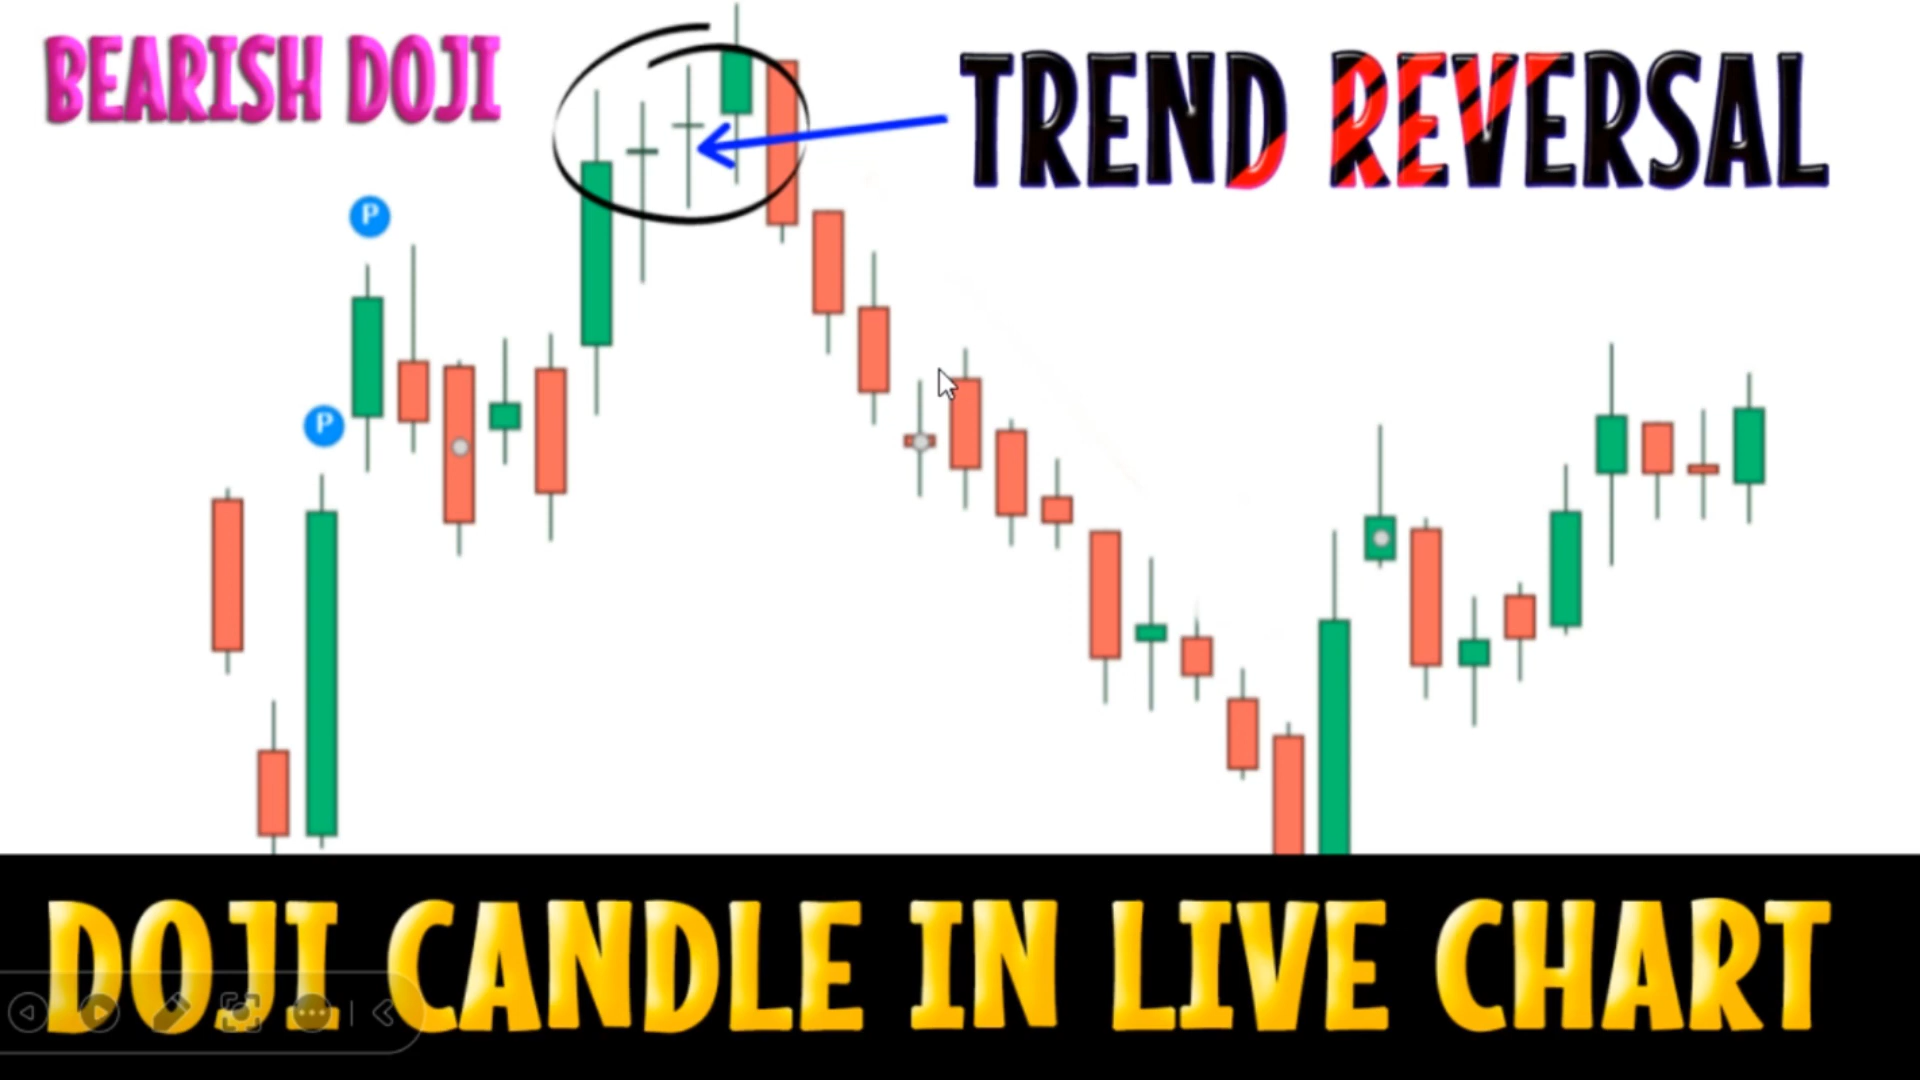 BEARISH DOJI
TREND REVERSAL
P
P
DOJI CANDLE IN LIVE CHART